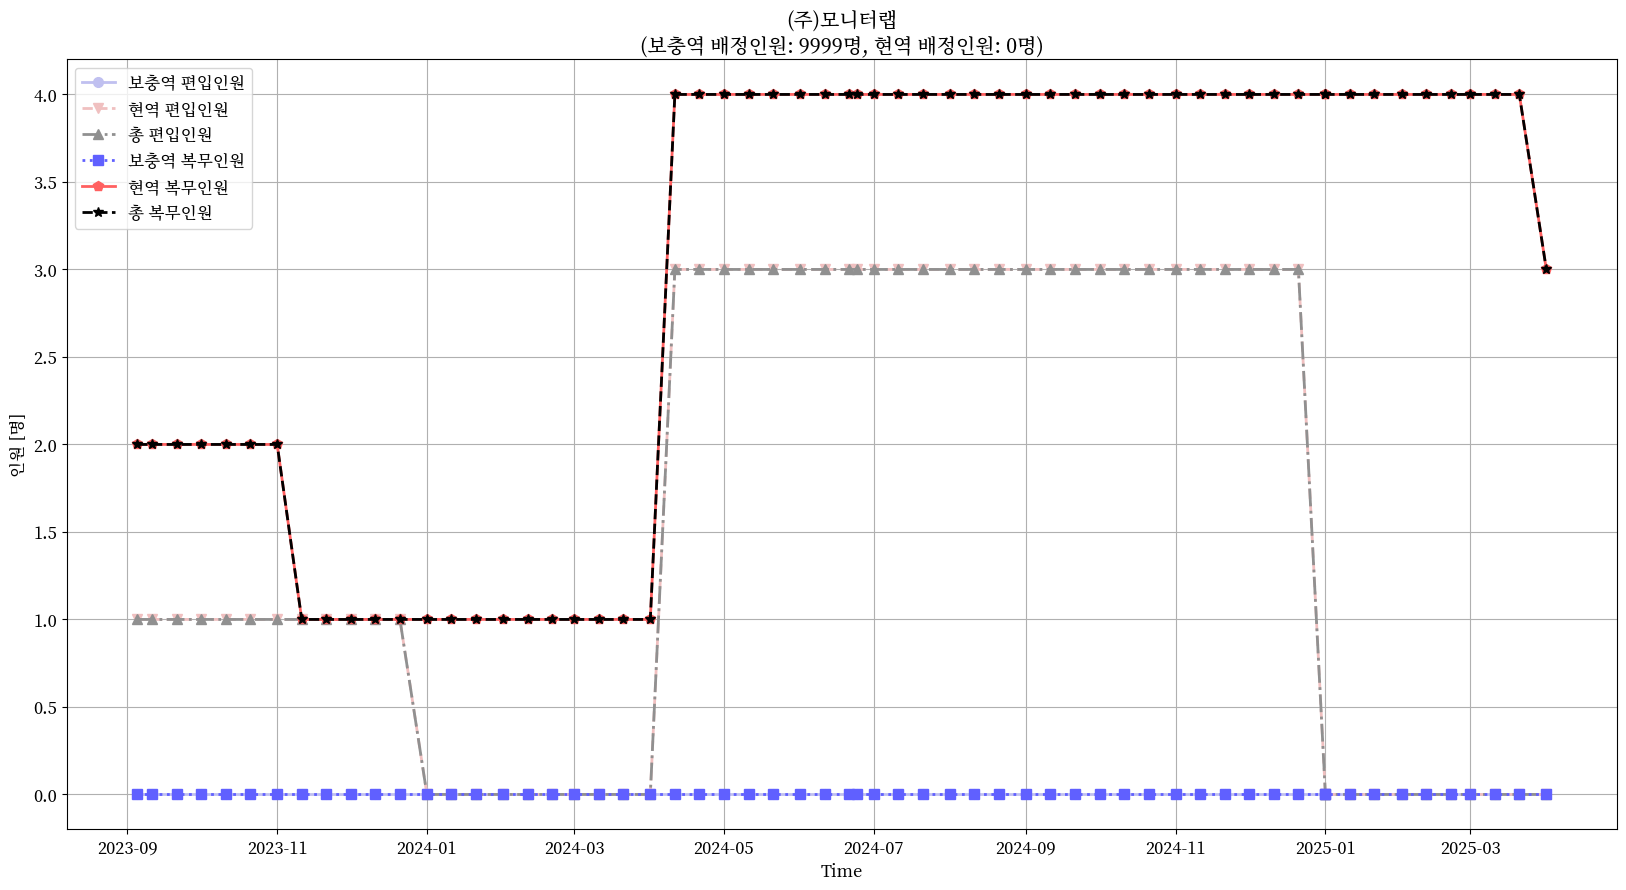 (주)모니터랩
(보충역 배정인원: 9999명, 현역 배정인원: 0명)
보충역 편입인원
현역 편입인원
총 편입인원
보충역 복무인원
현역 복무인원
총 복무인원
4.0
3.5
3.0
2.5
2.0
1.5
1.0
0.5
0.0
인원 [명]
2023-09 2023-11 2024-01 2024-03 2024-05 2024-07 2024-09 2024-11 2025-01 2025-03
Time